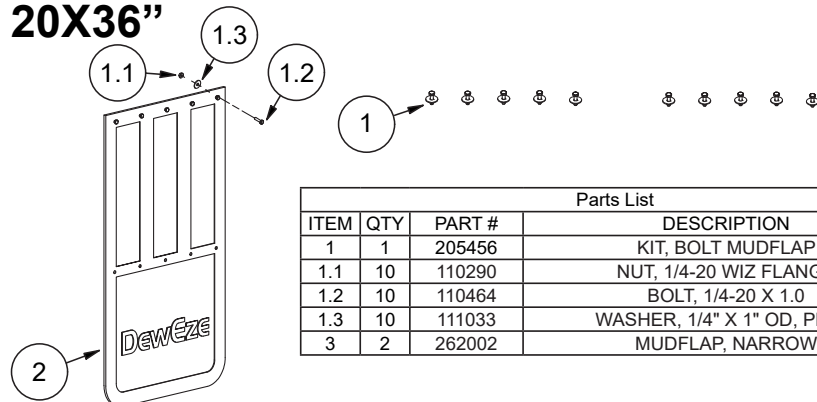 20X36”
1.1
1.3
1.2
1
2
DEWEZE
Parts List
ITEM QTY PART # DESCRIPTION
1 1 205456 KIT, BOLT MUDFLAP
1.1 10 110290 NUT, 1/4-20 WIZ
1.2 10 110464 BOLT, 1/4-20 X 1.0
1.3 10 111033 WASHER, 1/4" X 1" OD,
3 2 262002 MUDFLAP, NARROW